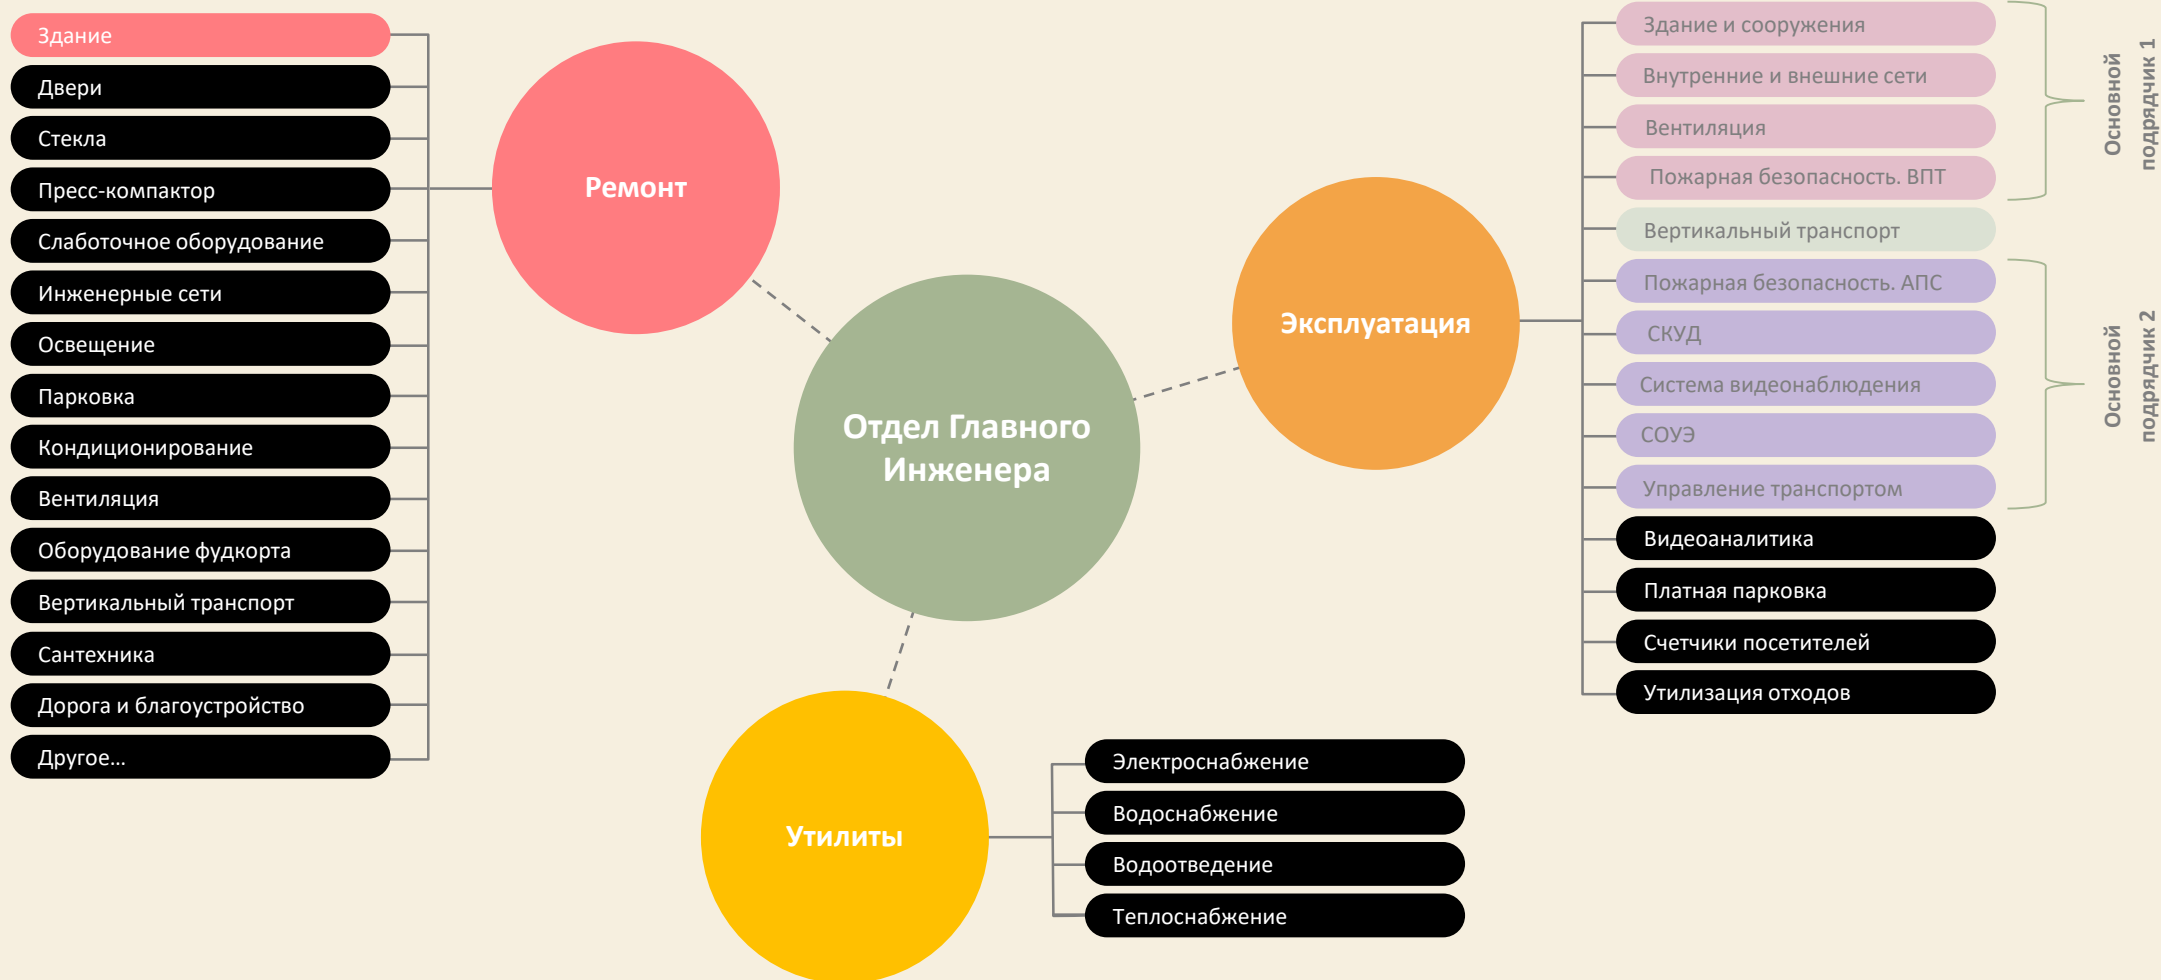 Здание
Двери
Стекла
Пресс-компактор
Слаботочное оборудование
Инженерные сети
Освещение
Парковка
Кондиционирование
Вентиляция
Оборудование фудкорта
Вертикальный транспорт
Сантехника
Дорога и благоустройство
Другое...
Ремонт
Отдел Главного
Инженера
Эксплуатация
Здание и сооружения
Внутренние и внешние сети
Вентиляция
Пожарная безопасность. ВПТ
Вертикальный транспорт
Пожарная безопасность. АПС
СКУД
Система видеонаблюдения
СОУЭ
Управление транспортом
Видеоаналитика
Платная парковка
Счетчики посетителей
Утилизация отходов
Основной
подрядчик 1
Основной
подрядчик 2
Утилиты
Электроснабжение
Водоснабжение
Водоотведение
Теплоснабжение